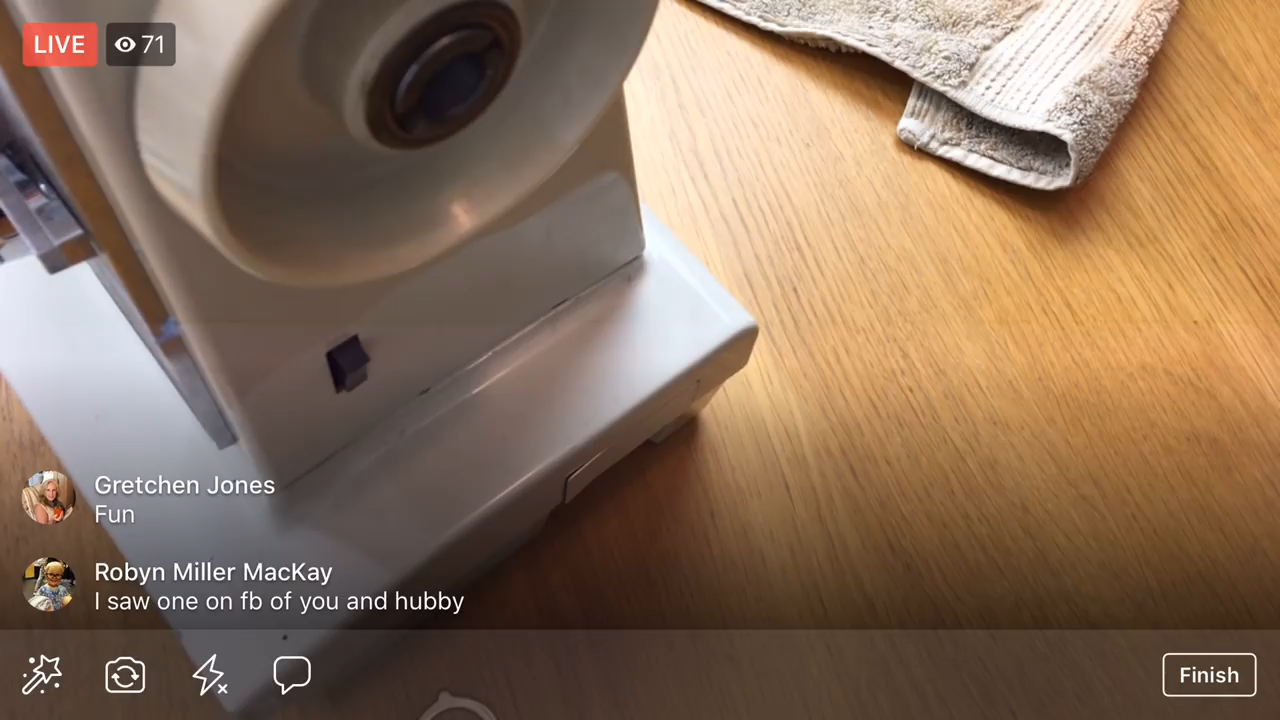 LIVE 71
Gretchen Jones
Fun
Robyn Miller MacKay
I saw one on fb of you and hubby
Finish